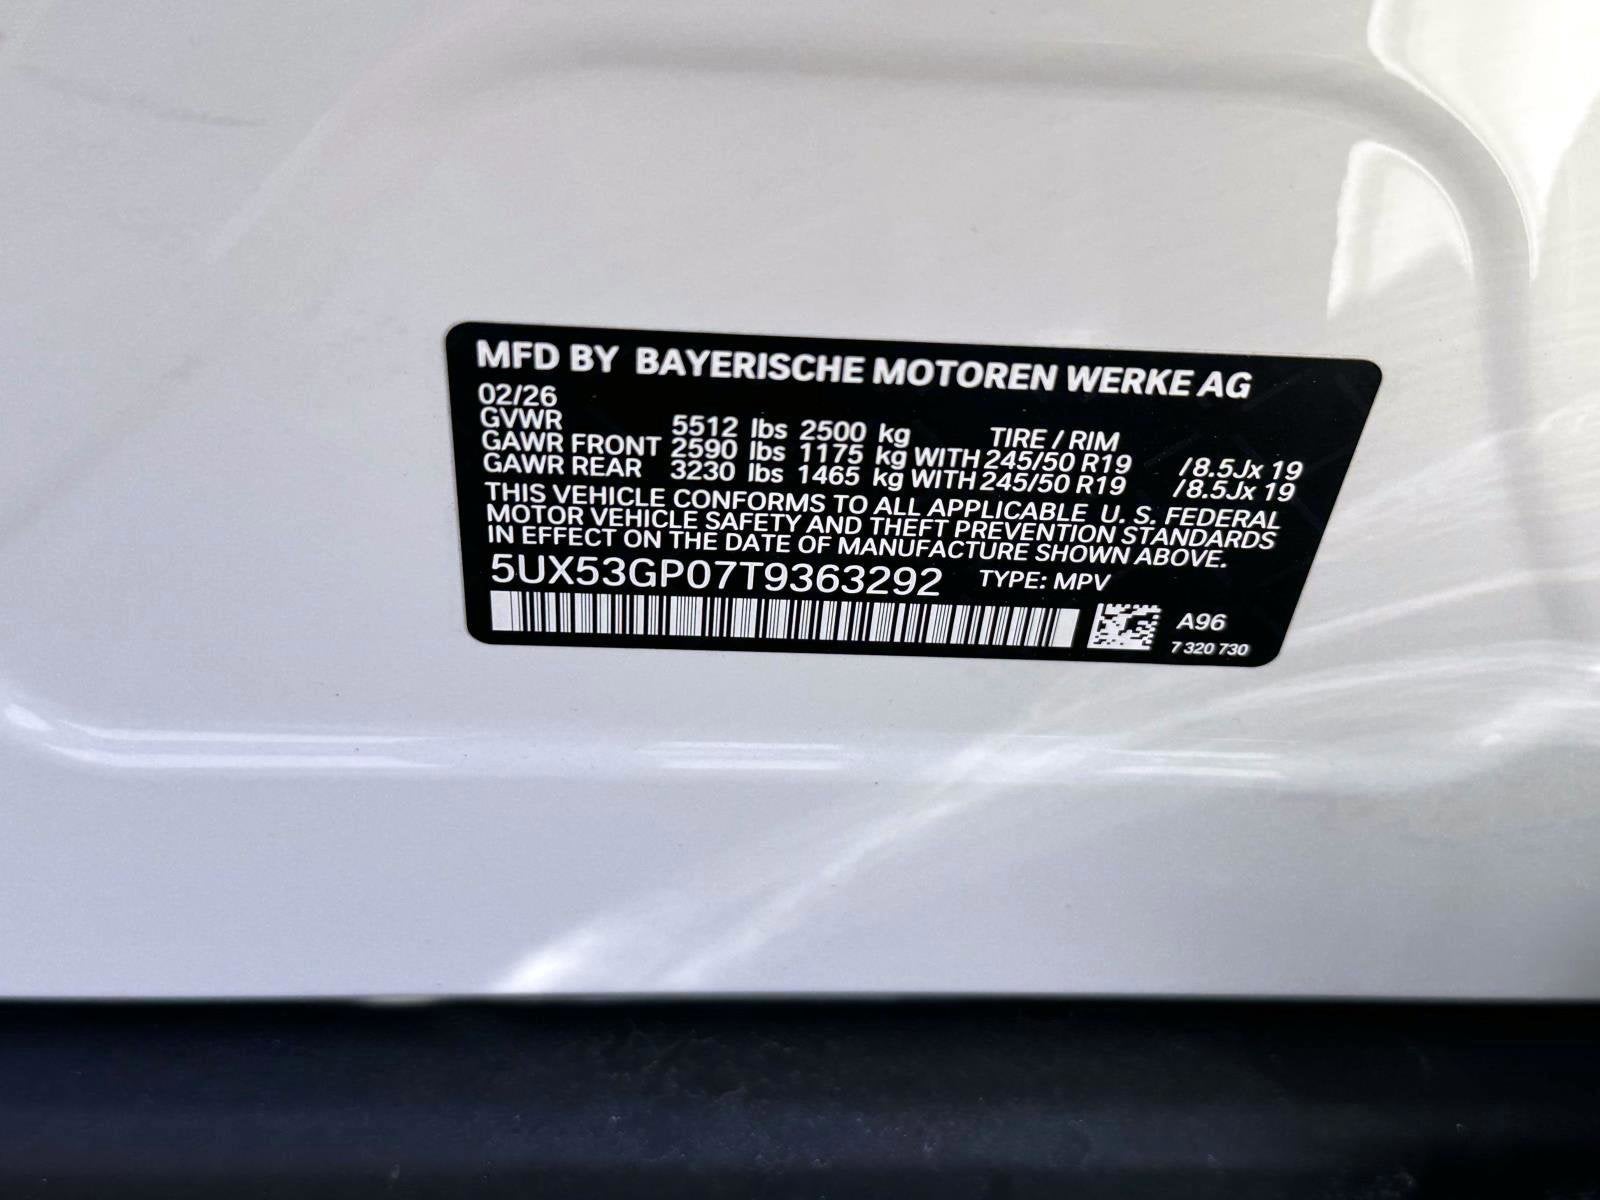 MFD BY BAYERISCHE MOTOREN WERKE AG
02/26
GVWR 5512 lbs 2500 kg TIRE / RIM
GAWR FRONT 2590 lbs 1175 kg WITH 245/50 R19 /8.5Jx 19
GAWR REAR 3230 lbs 1465 kg WITH 245/50 R19 /8.5Jx 19
THIS VEHICLE CONFORMS TO ALL APPLICABLE U. S. FEDERAL
MOTOR VEHICLE SAFETY AND THEFT PREVENTION STANDARDS
IN EFFECT ON THE DATE OF MANUFACTURE SHOWN ABOVE.
5UX53GP07T9363292 TYPE: MPV
A96
7 320 730